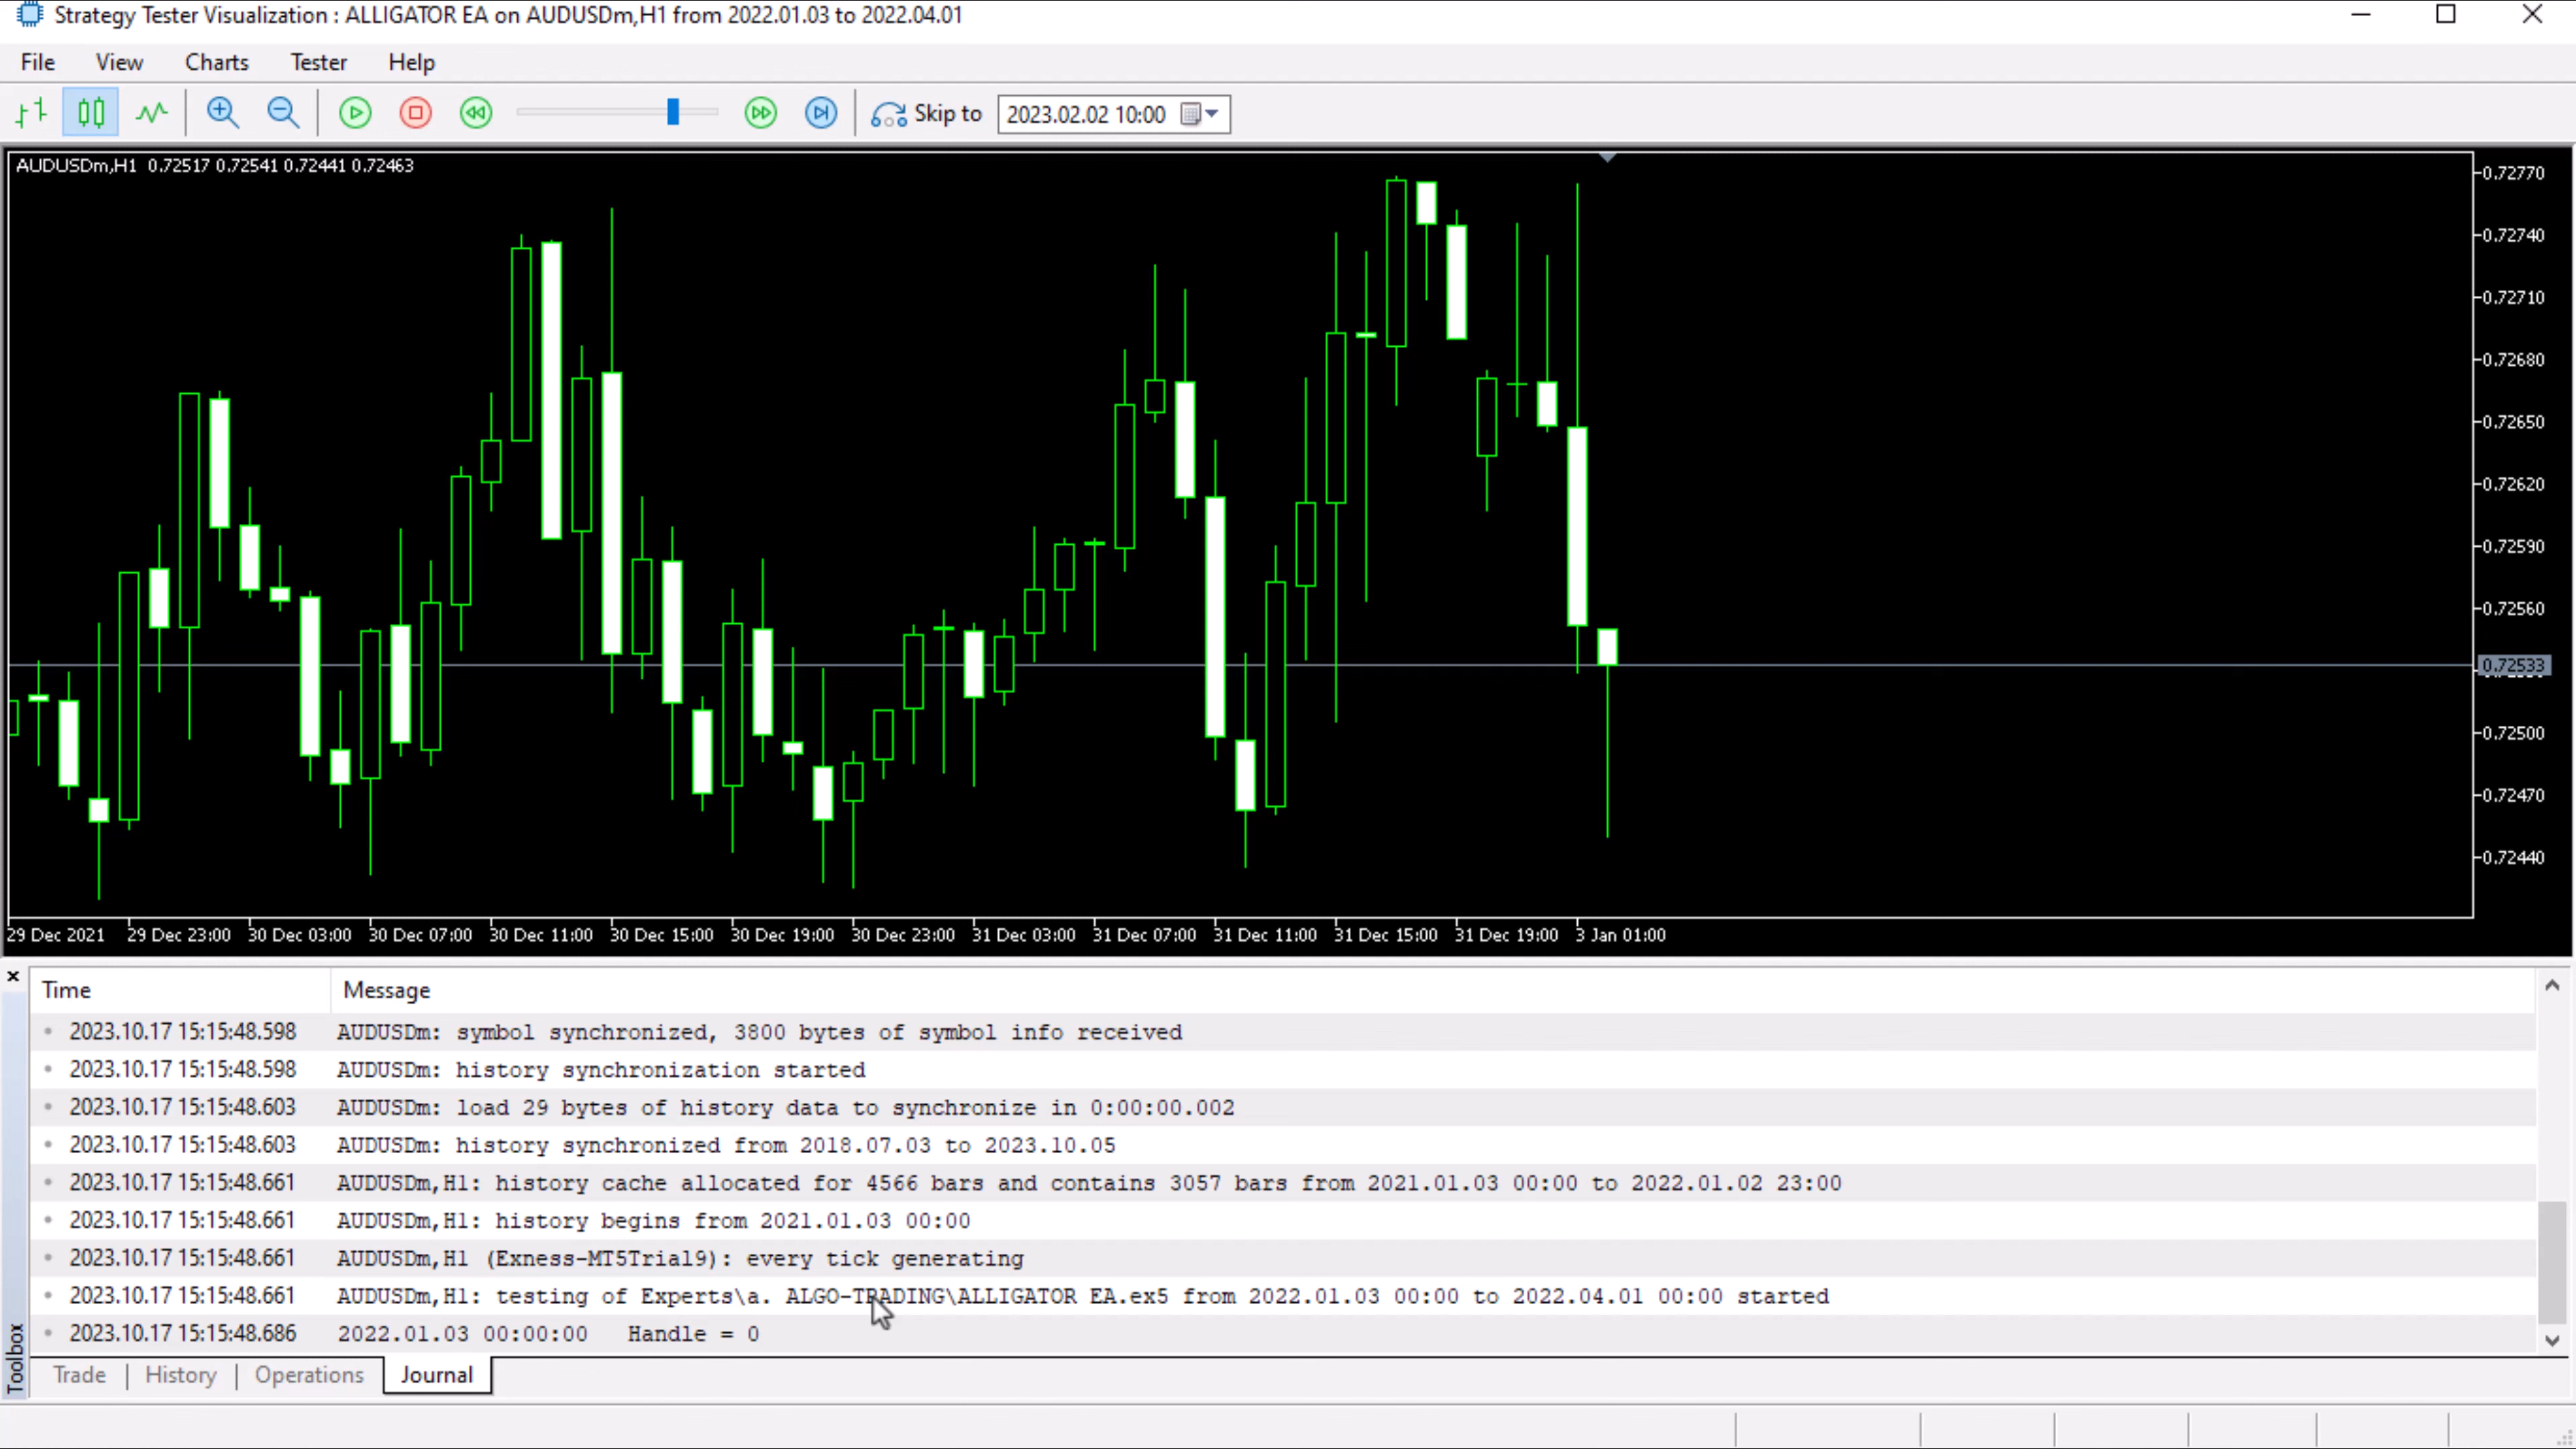 Strategy Tester Visualization : ALLIGATOR EA on AUDUSDm,H1 from 2022.01.03 to 2022.04.01
File View Charts Tester Help
Skip to 2023.02.02 10:00
AUDUSDm,H1 0.72517 0.72541 0.72441 0.72463
0.72770
0.72740
0.72710
0.72680
0.72650
0.72620
0.72590
0.72560
0.72533
0.72500
0.72470
0.72440
29 Dec 2021 29 Dec 23:00 30 Dec 03:00 30 Dec 07:00 30 Dec 11:00 30 Dec 15:00 30 Dec 19:00 30 Dec 23:00 31 Dec 03:00 31 Dec 07:00 31 Dec 11:00 31 Dec 15:00 31 Dec 19:00 3 Jan 01:00
Time Message
2023.10.17 15:15:48.598 AUDUSDm: symbol synchronized, 3800 bytes of symbol info received
2023.10.17 15:15:48.598 AUDUSDm: history synchronization started
2023.10.17 15:15:48.603 AUDUSDm: load 29 bytes of history data to synchronize in 0:00:00.002
2023.10.17 15:15:48.603 AUDUSDm: history synchronized from 2018.07.03 to 2023.10.05
2023.10.17 15:15:48.661 AUDUSDm,H1: history cache allocated for 4566 bars and contains 3057 bars from 2021.01.03 00:00 to 2022.01.02 23:00
2023.10.17 15:15:48.661 AUDUSDm,H1: history begins from 2021.01.03 00:00
2023.10.17 15:15:48.661 AUDUSDm,H1 (Exness-MT5Trial9): every tick generating
2023.10.17 15:15:48.661 AUDUSDm,H1: testing of Experts\a. ALGO-TRADING\ALLIGATOR EA.ex5 from 2022.01.03 00:00 to 2022.04.01 00:00 started
2023.10.17 15:15:48.686 2022.01.03 00:00:00 Handle = 0
Toolbox
Trade History Operations Journal